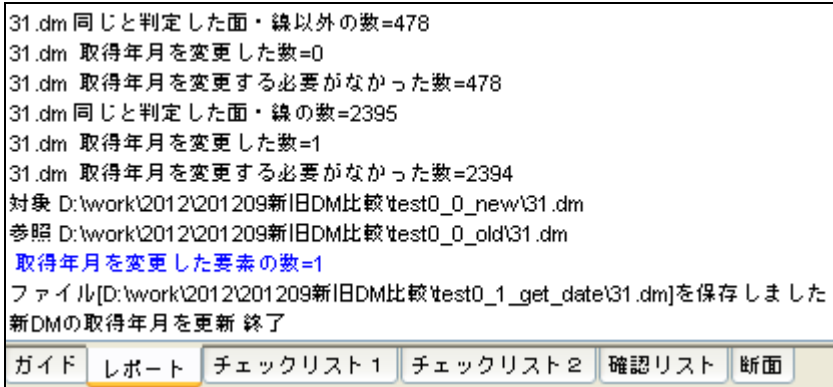 31.dm 同じと判定した面・線以外の数=478
31.dm 取得年月を変更した数=0
31.dm 取得年月を変更する必要がなかった数=478
31.dm 同じと判定した面・線の数=2395
31.dm 取得年月を変更した数=1
31.dm 取得年月を変更する必要がなかった数=2394
対象 D:\work\2012\201209新旧DM比較\test0_0_new\31.dm
参照 D:\work\2012\201209新旧DM比較\test0_0_old\31.dm
取得年月を変更した要素の数=1
ファイル[D:\work\2012\201209新旧DM比較\test0_1_get_date\31.dm]を保存しました
新DMの取得年月を更新 終了
ガイド レポート チェックリスト1 チェックリスト2 確認リスト 断面